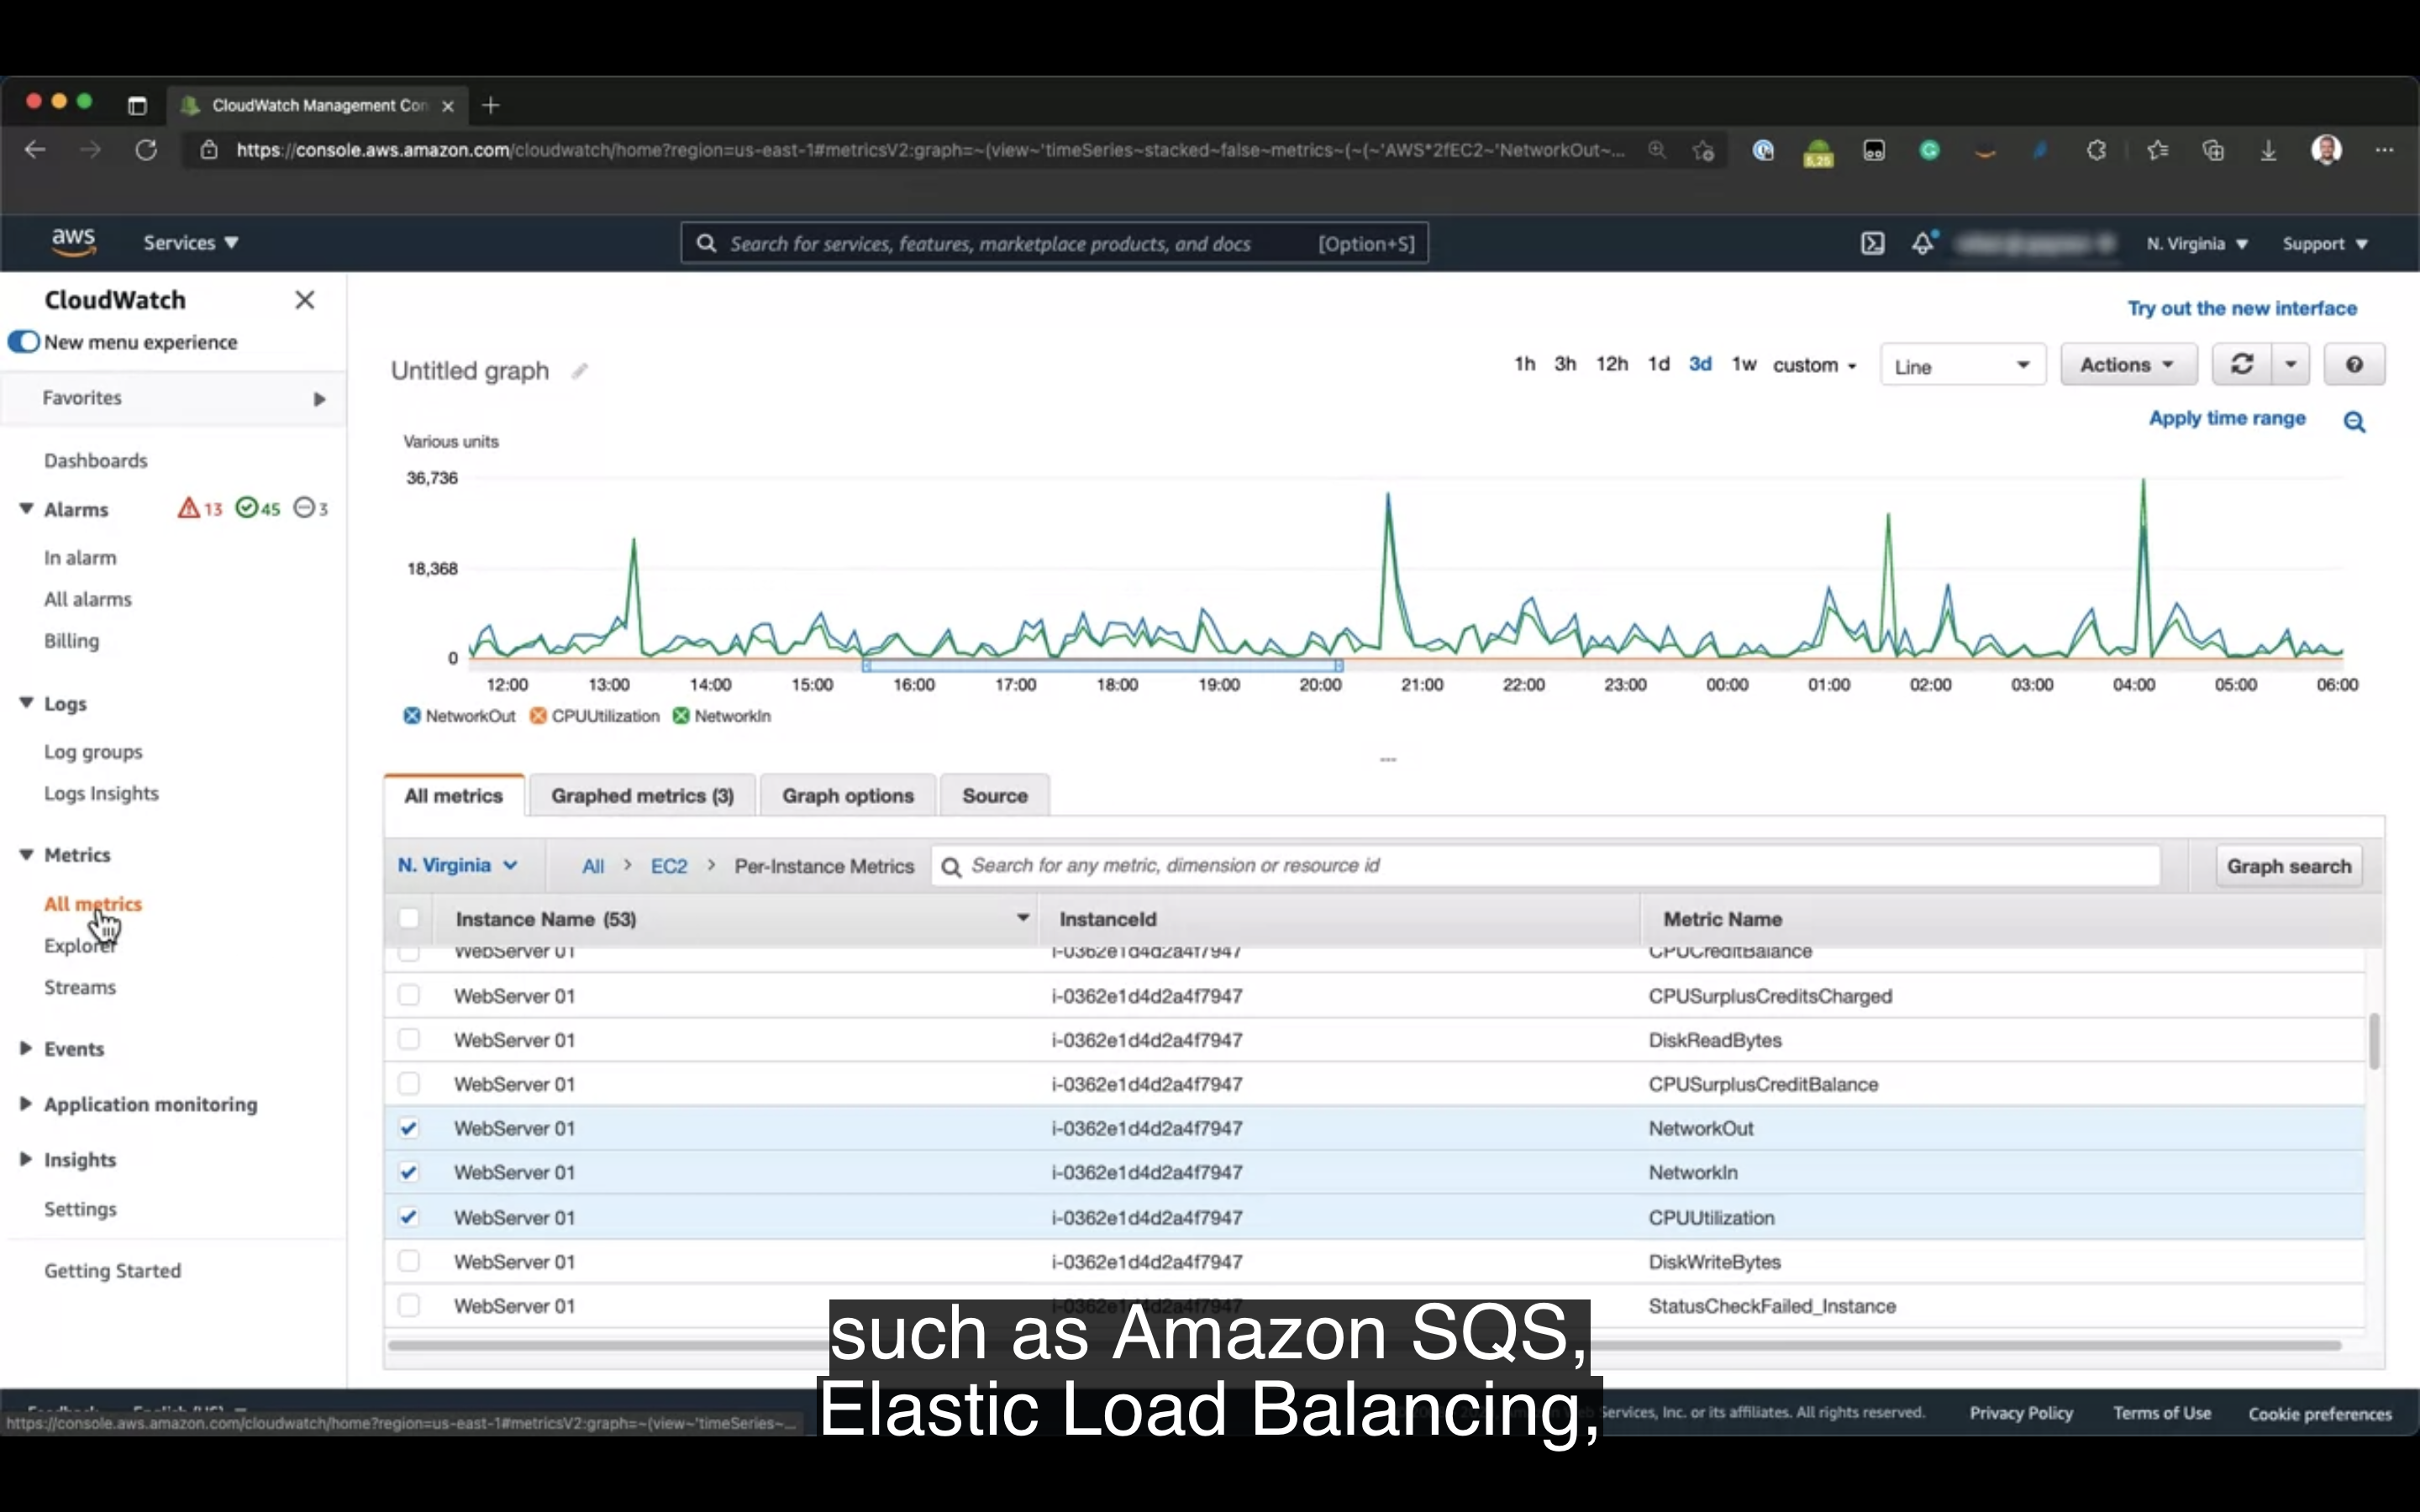 CloudWatch Management Con
https://console.aws.amazon.com/cloudwatch/home?region=us-east-1#metricsV2:graph=~(view~'timeSeries~stacked~false~metrics~(~(~'AWS*2fEC2~'NetworkOut~...
5,25
aws
Services
Search for services, features, marketplace products, and docs [Option+S]
N. Virginia
Support
CloudWatch
New menu experience
Favorites
Dashboards
Alarms 13 45 3
In alarm
All alarms
Billing
Logs
Log groups
Logs Insights
Metrics
All metrics
Explorer
Streams
Events
Application monitoring
Insights
Settings
Getting Started
Try out the new interface
Untitled graph
1h 3h 12h 1d 3d 1w custom
Line
Actions
Apply time range
Various units
36,736
18,368
0
12:00 13:00 14:00 15:00 16:00 17:00 18:00 19:00 20:00 21:00 22:00 23:00 00:00 01:00 02:00 03:00 04:00 05:00 06:00
NetworkOut CPUUtilization NetworkIn
All metrics Graphed metrics (3) Graph options Source
N. Virginia All > EC2 > Per-Instance Metrics Search for any metric, dimension or resource id Graph search
Instance Name (53) InstanceId Metric Name
WebServer 01 i-0362e1d4d2a4f7947 CPUCreditBalance
WebServer 01 i-0362e1d4d2a4f7947 CPUSurplusCreditsCharged
WebServer 01 i-0362e1d4d2a4f7947 DiskReadBytes
WebServer 01 i-0362e1d4d2a4f7947 CPUSurplusCreditBalance
WebServer 01 i-0362e1d4d2a4f7947 NetworkOut
WebServer 01 i-0362e1d4d2a4f7947 NetworkIn
WebServer 01 i-0362e1d4d2a4f7947 CPUUtilization
WebServer 01 i-0362e1d4d2a4f7947 DiskWriteBytes
WebServer 01 i-0362e1d4d2a4f7947 StatusCheckFailed_Instance
such as Amazon SQS,
Elastic Load Balancing,
https://console.aws.amazon.com/cloudwatch/home?region=us-east-1#metricsV2:graph=~(view~'timeSeries~...
Services, Inc. or its affiliates. All rights reserved. Privacy Policy Terms of Use Cookie preferences